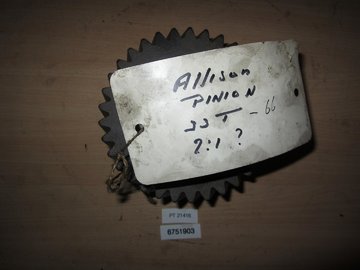 Allison
PINION
33T - 66
2:1 ?
PT 21416
6751903